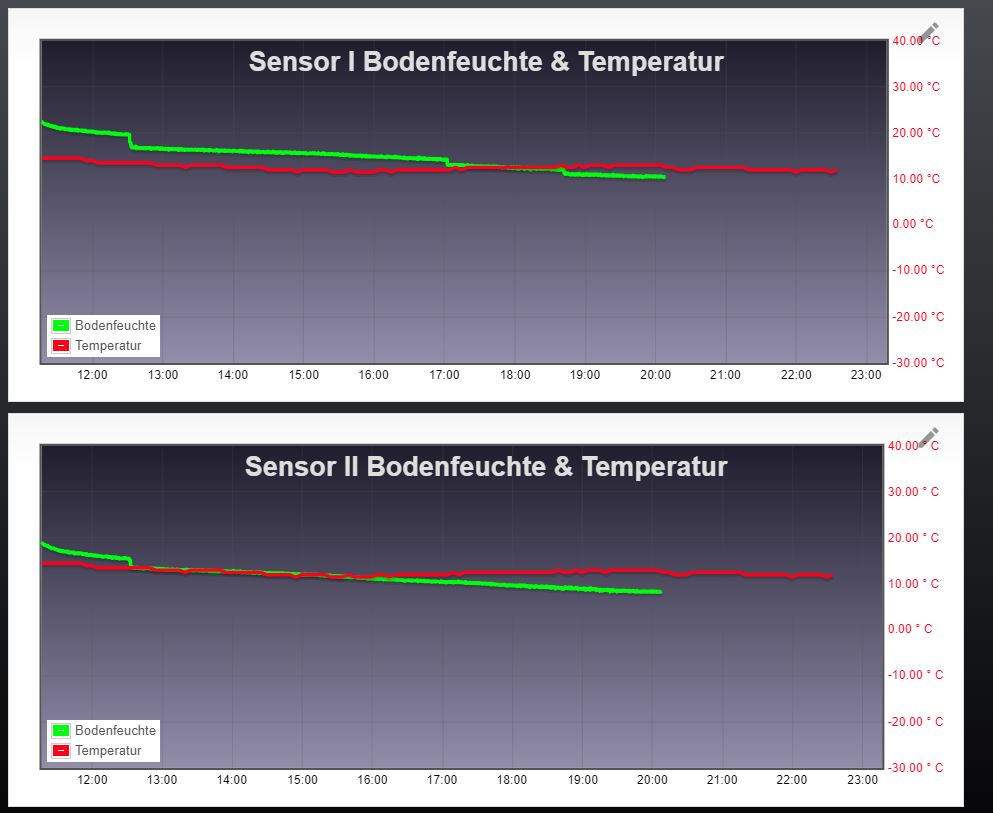 Sensor I Bodenfeuchte & Temperatur
40.00 °C
30.00 °C
20.00 °C
10.00 °C
0.00 °C
-10.00 °C
-20.00 °C
-30.00 °C
Bodenfeuchte
Temperatur
12:00 13:00 14:00 15:00 16:00 17:00 18:00 19:00 20:00 21:00 22:00 23:00
Sensor II Bodenfeuchte & Temperatur
40.00 ° C
30.00 ° C
20.00 ° C
10.00 ° C
0.00 ° C
-10.00 ° C
-20.00 ° C
-30.00 ° C
Bodenfeuchte
Temperatur
12:00 13:00 14:00 15:00 16:00 17:00 18:00 19:00 20:00 21:00 22:00 23:00